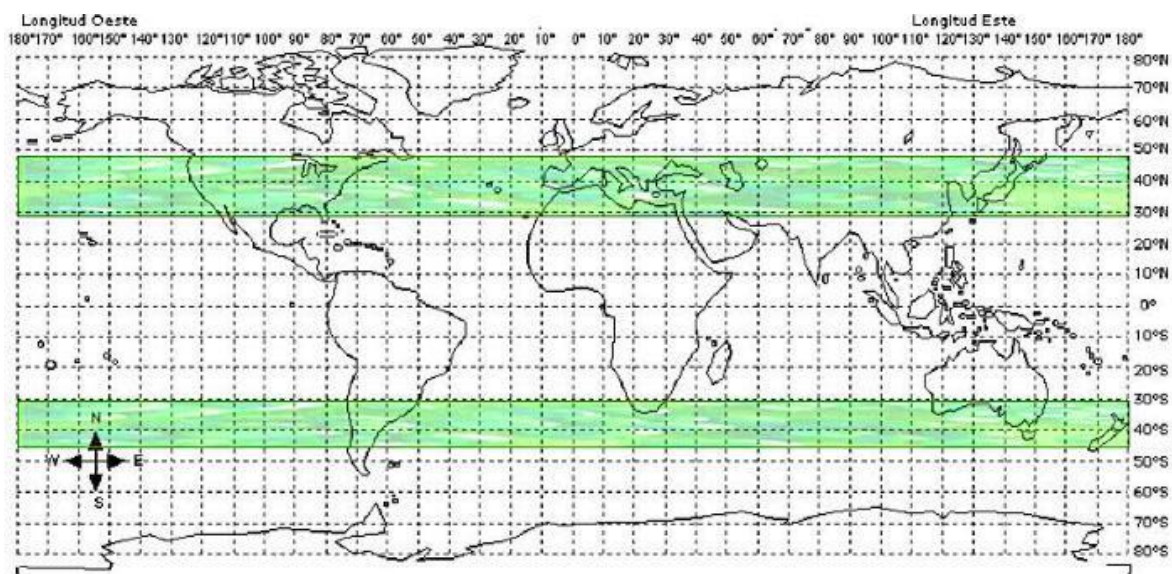 Longitud Oeste
Longitud Este
180°170° 160° 150°140° 130° 120°110° 100° 90° 80° 70° 60° 50° 40° 30° 20 10° 0° 10° 20° 30° 40° 50° 60° 70° 80° 90° 100° 110° 120°130° 140°150° 160°170° 180°
80°N
70°N
60°N
50°N
40°N
30°N
20°N
10°N
0°
10°S
20°S
30°S
N
40°S
W E
50°S
S
60°S
70°S
80°S